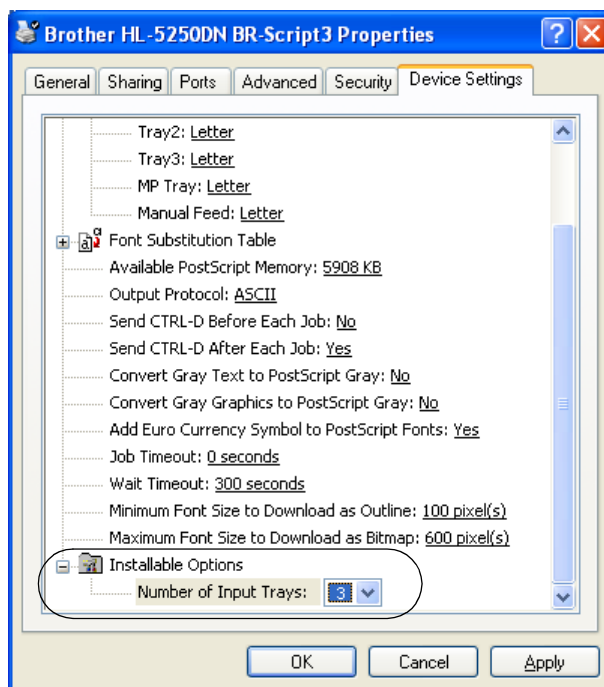 Brother HL-5250DN BR-Script3 Properties
General Sharing Ports Advanced Security Device Settings
Tray2: Letter
Tray3: Letter
MP Tray: Letter
Manual Feed: Letter
Font Substitution Table
Available PostScript Memory: 5908 KB
Output Protocol: ASCII
Send CTRL-D Before Each Job: No
Send CTRL-D After Each Job: Yes
Convert Gray Text to PostScript Gray: No
Convert Gray Graphics to PostScript Gray: No
Add Euro Currency Symbol to PostScript Fonts: Yes
Job Timeout: 0 seconds
Wait Timeout: 300 seconds
Minimum Font Size to Download as Outline: 100 pixel(s)
Maximum Font Size to Download as Bitmap: 600 pixel(s)
Installable Options
Number of Input Trays: 3
OK Cancel Apply